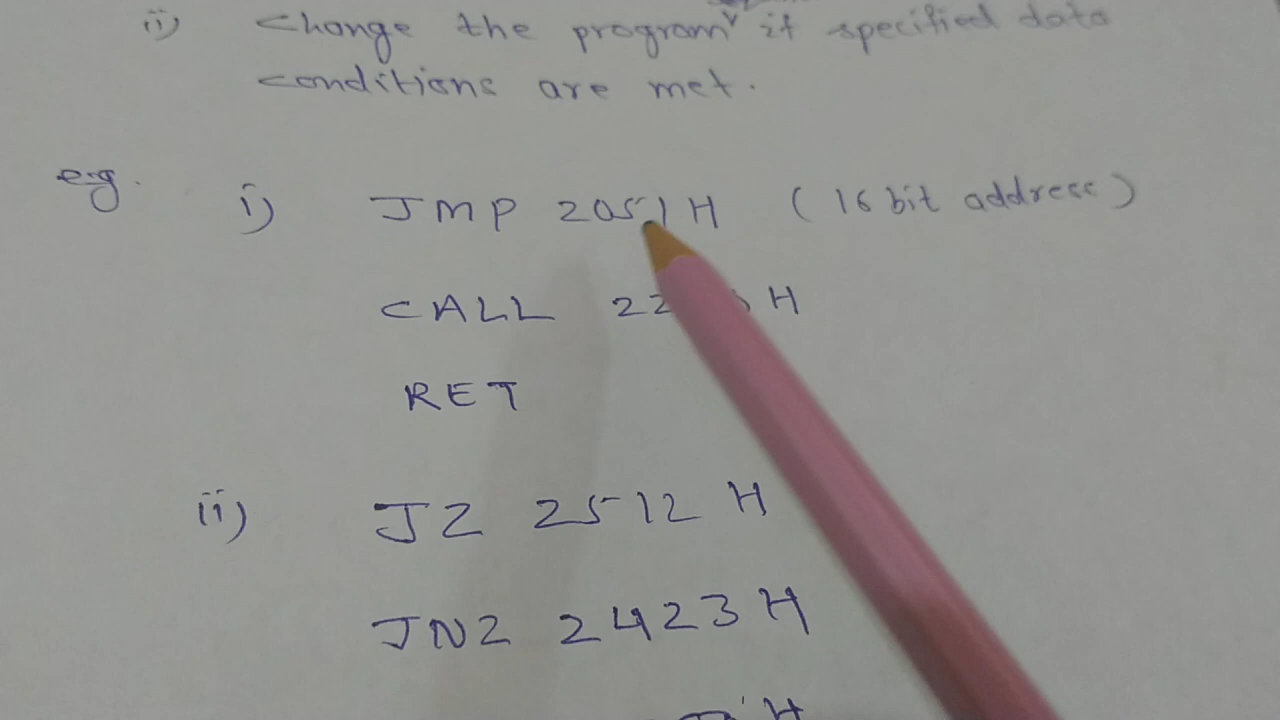 ii) change the program if specified data
conditions are met.
e.g. i) JMP 2051H (16 bit address)
CALL H
RET
ii) JZ 2512 H
JNZ 2423H
H